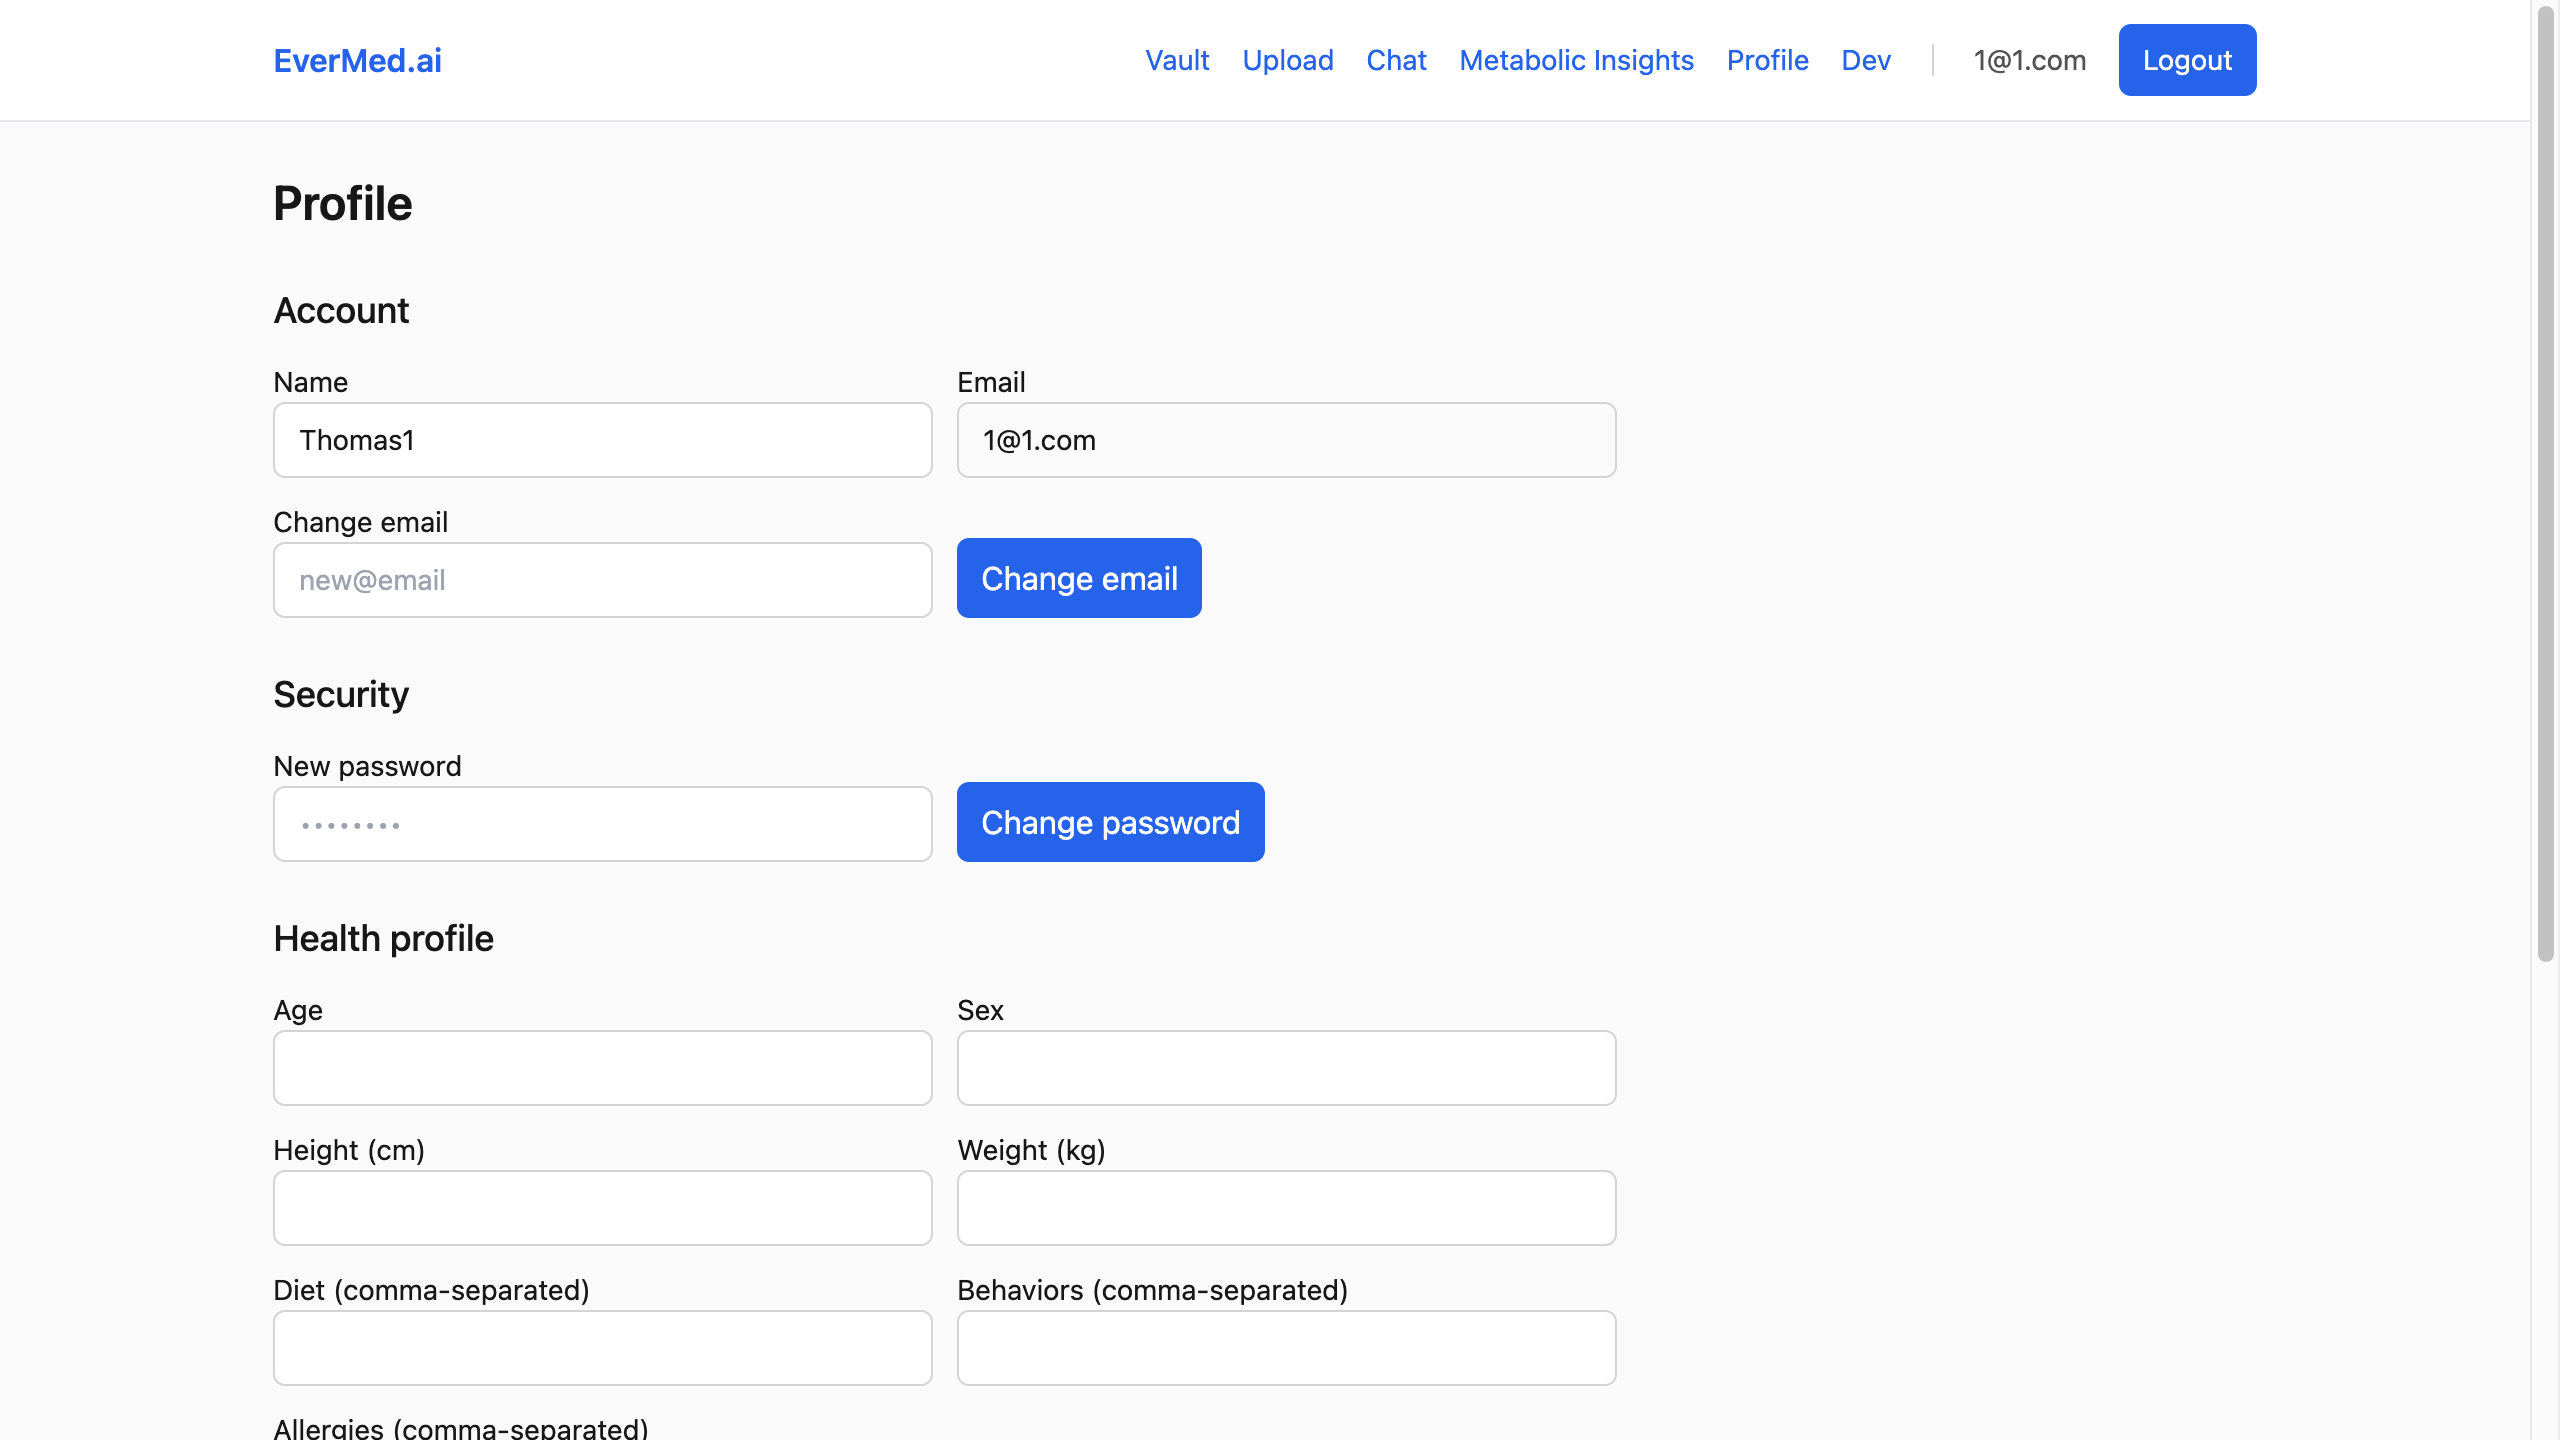 EverMed.ai
Vault Upload Chat Metabolic Insights Profile Dev 1@1.com Logout
Profile
Account
Name Email
Thomas1 1@1.com
Change email
new@email Change email
Security
New password
•••••••• Change password
Health profile
Age Sex
Height (cm) Weight (kg)
Diet (comma-separated) Behaviors (comma-separated)
Allergies (comma-separated)